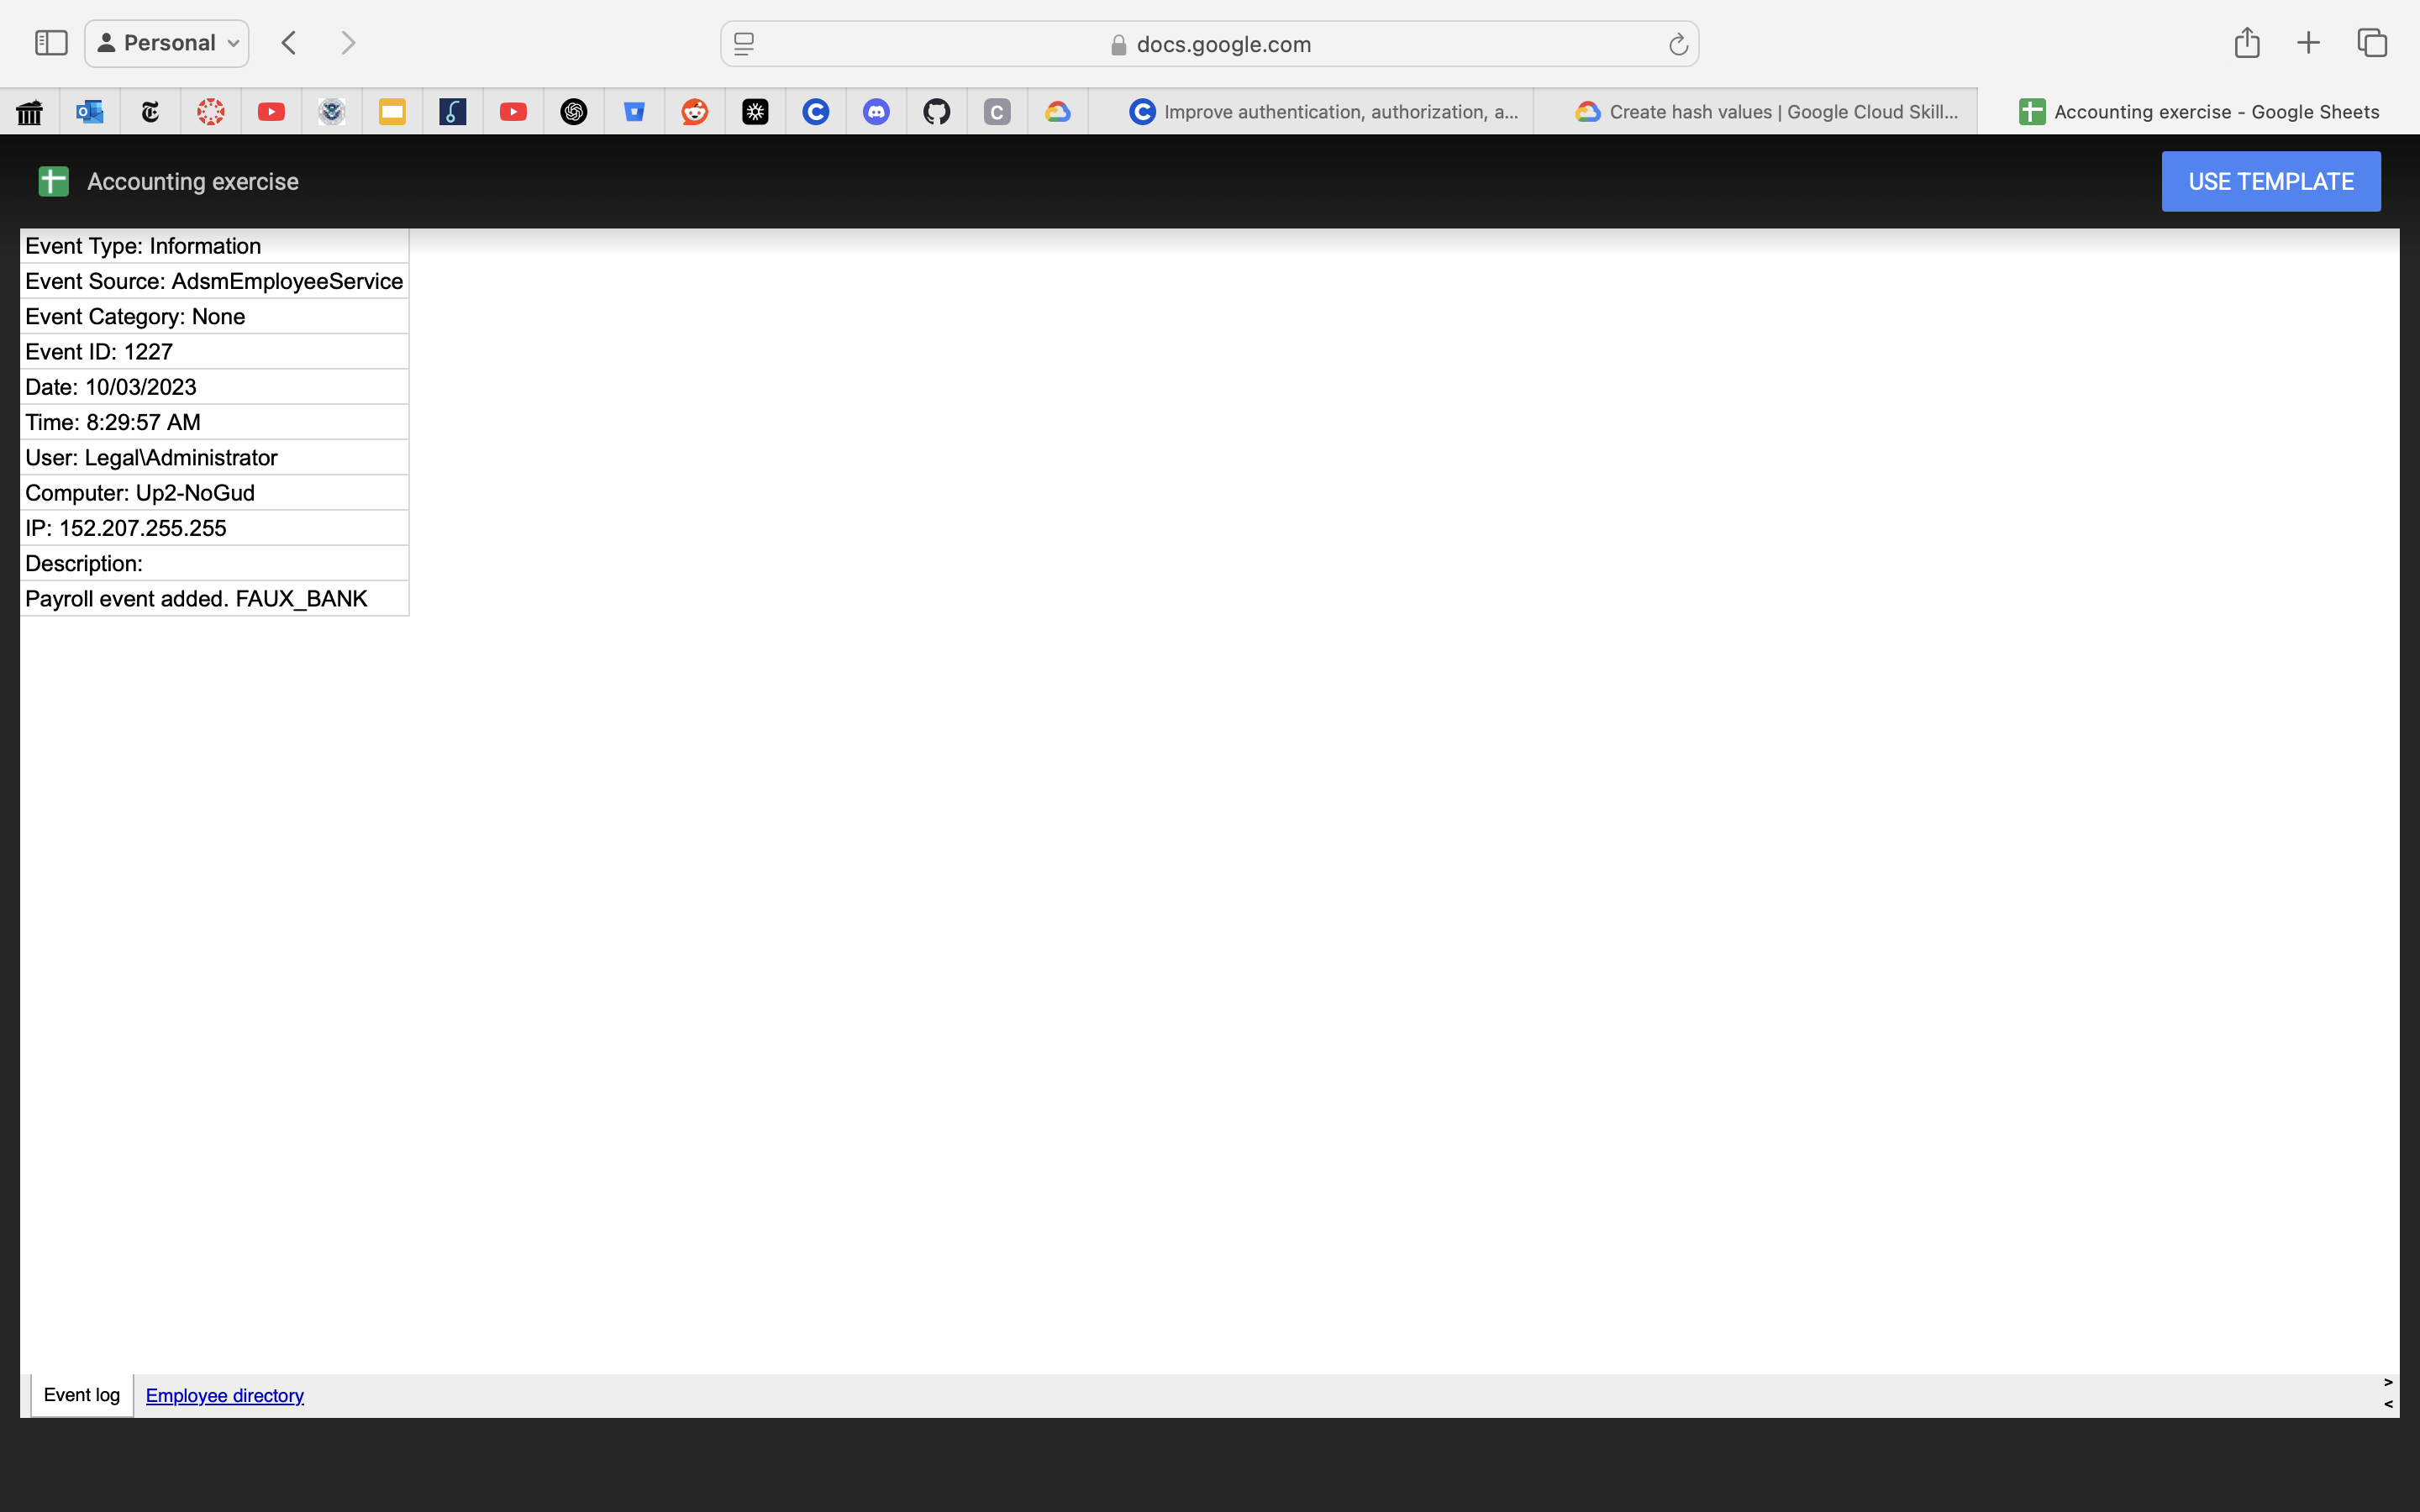 Personal
docs.google.com
Improve authentication, authorization, a...
Create hash values | Google Cloud Skill...
Accounting exercise - Google Sheets
Accounting exercise
USE TEMPLATE
Event Type: Information
Event Source: AdsmEmployeeService
Event Category: None
Event ID: 1227
Date: 10/03/2023
Time: 8:29:57 AM
User: Legal\Administrator
Computer: Up2-NoGud
IP: 152.207.255.255
Description:
Payroll event added. FAUX_BANK
Event log
Employee directory